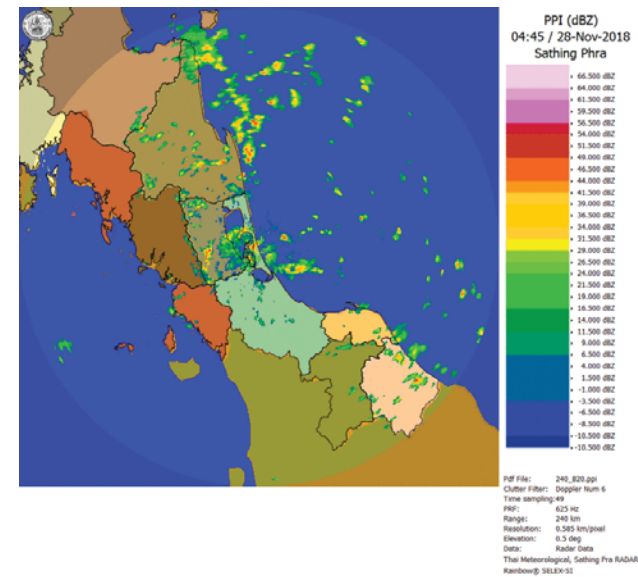 PPI (dBZ)
04:45 / 28-Nov-2018
Sathing Phra
66.500 dBZ
64.000 dBZ
61.500 dBZ
59.500 dBZ
56.500 dBZ
54.000 dBZ
51.500 dBZ
49.000 dBZ
46.500 dBZ
44.000 dBZ
41.500 dBZ
39.000 dBZ
36.500 dBZ
34.000 dBZ
31.500 dBZ
29.000 dBZ
26.500 dBZ
24.000 dBZ
21.500 dBZ
19.000 dBZ
16.500 dBZ
14.000 dBZ
11.500 dBZ
9.000 dBZ
6.500 dBZ
4.000 dBZ
1.500 dBZ
-1.000 dBZ
-3.500 dBZ
-6.500 dBZ
-8.500 dBZ
-10.500 dBZ
-10.500 dBZ
Pdf File: 240_820.ppi
Clutter Filter: Doppler Num 6
Time sampling:49
PRF: 625 Hz
Range: 240 km
Resolution: 0.585 km/pixel
Elevation: 0.5 deg
Data: Radar Data
Thai Meteorological, Sathing Pra RADAR
Rainbow® SELEX-SI